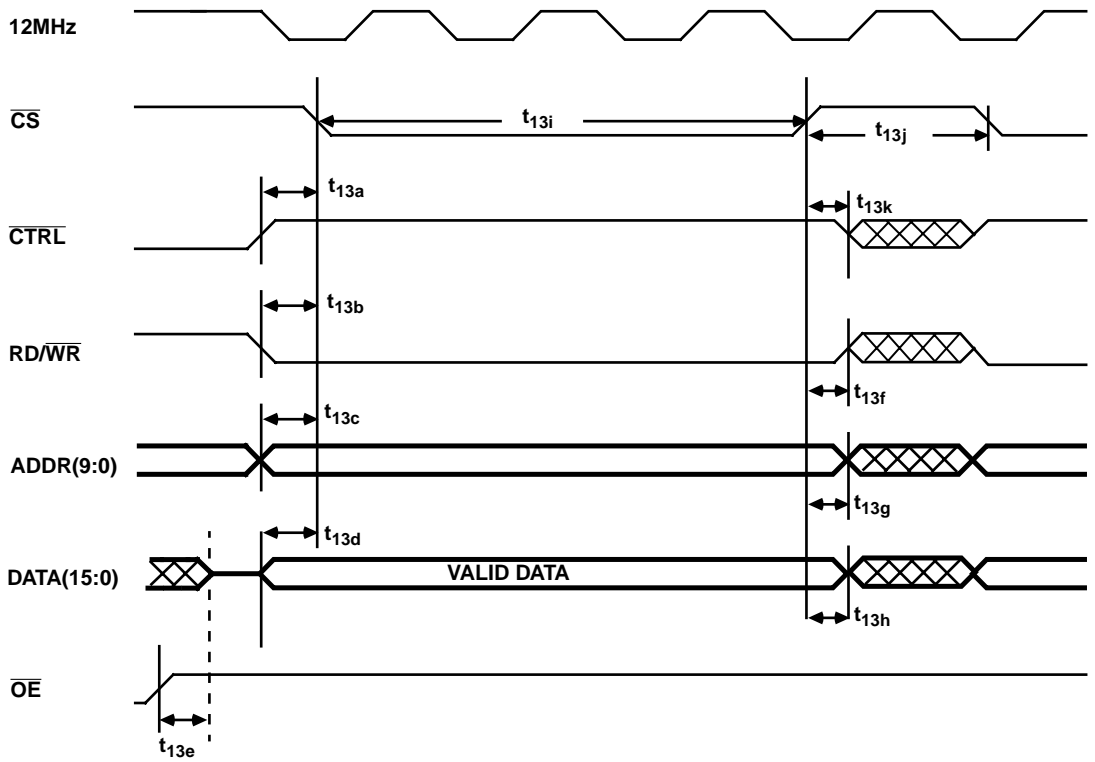 12MHz
CS
t13i
t13j
t13a
t13k
CTRL
t13b
RD/WR
t13f
t13c
ADDR(9:0)
t13g
t13d
DATA(15:0)
VALID DATA
t13h
OE
t13e